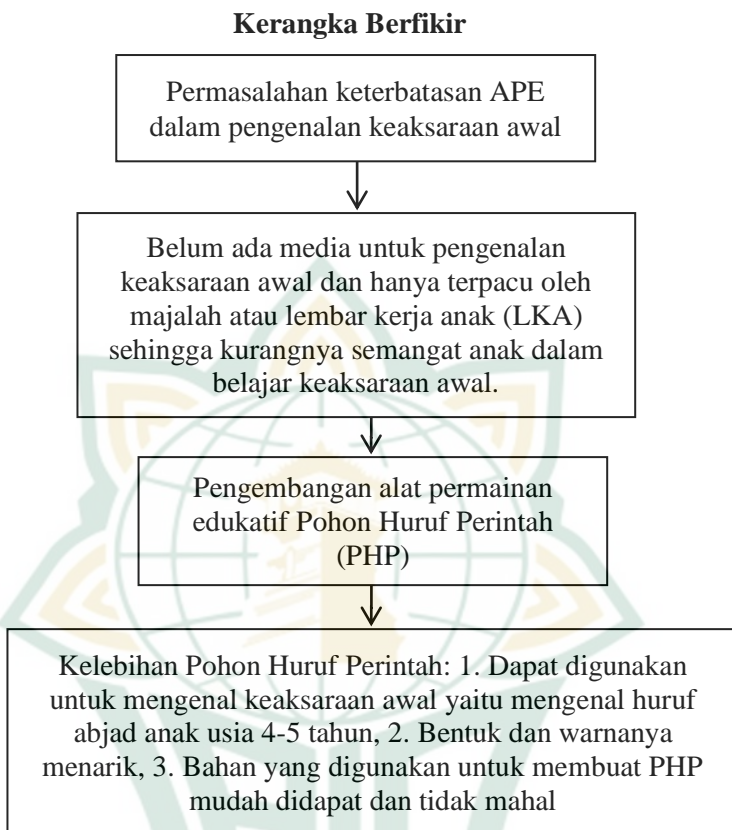 Kerangka Berfikir
Permasalahan keterbatasan APE
dalam pengenalan keaksaraan awal
Belum ada media untuk pengenalan
keaksaraan awal dan hanya terpacu oleh
majalah atau lembar kerja anak (LKA)
sehingga kurangnya semangat anak dalam
belajar keaksaraan awal.
Pengembangan alat permainan
edukatif Pohon Huruf Perintah
(PHP)
Kelebihan Pohon Huruf Perintah: 1. Dapat digunakan
untuk mengenal keaksaraan awal yaitu mengenal huruf
abjad anak usia 4-5 tahun, 2. Bentuk dan warnanya
menarik, 3. Bahan yang digunakan untuk membuat PHP
mudah didapat dan tidak mahal